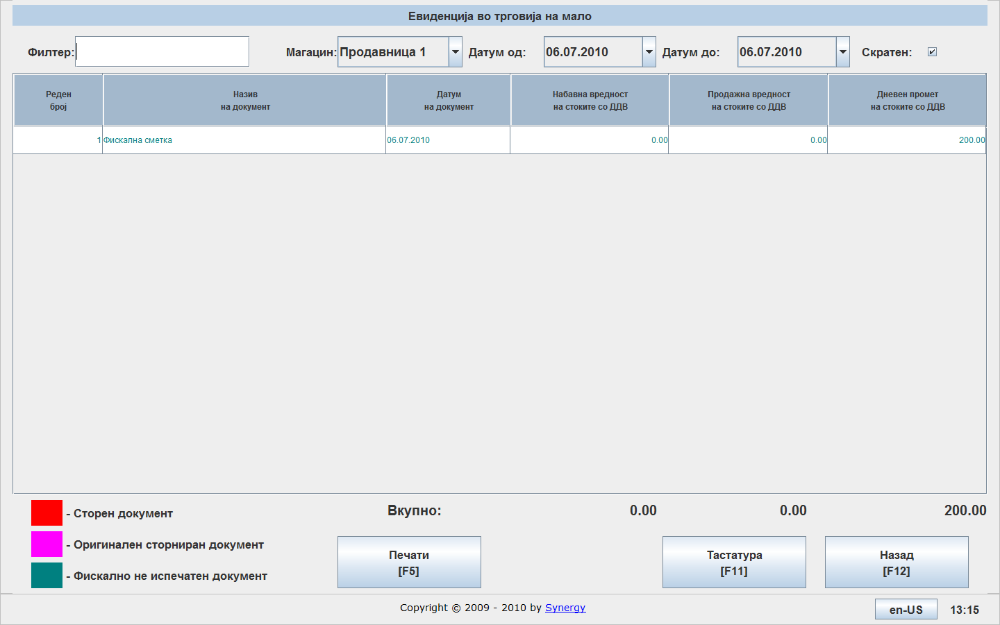 Евиденција во трговија на мало
Филтер: Магацин: Продавница 1 Датум од: 06.07.2010 Датум до: 06.07.2010 Скратен:
Реден број Назив на документ Датум на документ Набавна вредност на стоките со ДДВ Продажна вредност на стоките со ДДВ Дневен промет на стоките со ДДВ
1 Фискална сметка 06.07.2010 0.00 0.00 200.00
- Сторен документ
Вкупно: 0.00 0.00 200.00
- Оригинален сторниран документ
- Фискално не испечатен документ
Печати
[F5]
Тастатура
[F11]
Назад
[F12]
Copyright © 2009 - 2010 by Synergy
en-US 13:15